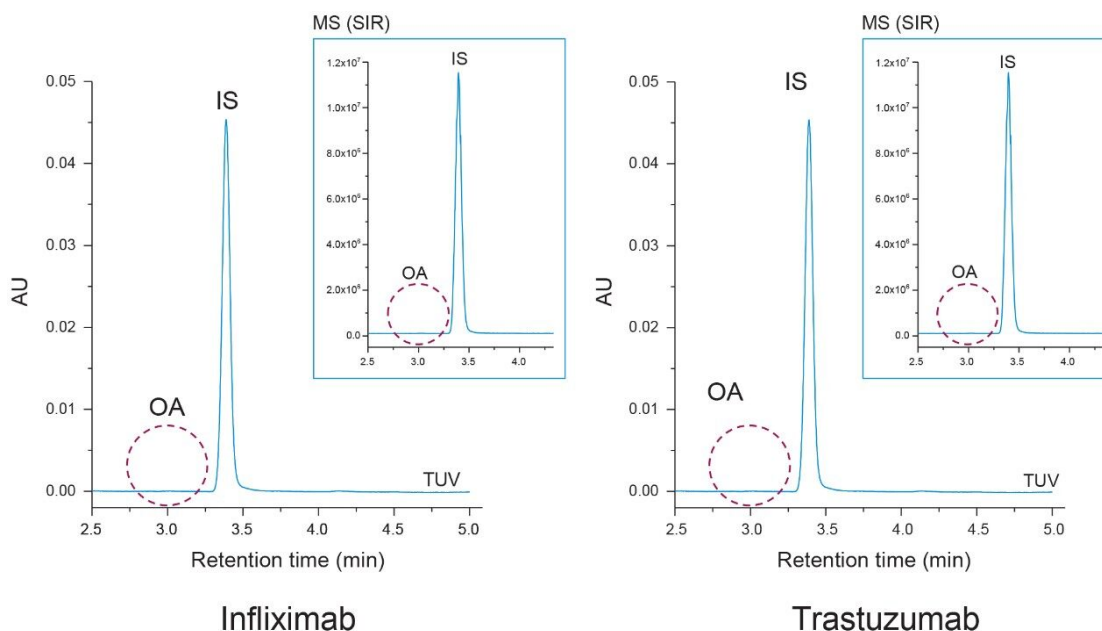 MS (SIR)
IS
1.2x10⁷
1.0x10⁷
8.0x10⁶
6.0x10⁶
4.0x10⁶
2.0x10⁶
0.0
OA
2.5
3.0
3.5
4.0
0.05
0.04
0.03
0.02
0.01
0.00
AU
IS
OA
TUV
2.5
3.0
3.5
4.0
4.5
5.0
Retention time (min)
Infliximab
MS (SIR)
IS
1.2x10⁷
1.0x10⁷
8.0x10⁶
6.0x10⁶
4.0x10⁶
2.0x10⁶
0.0
OA
2.5
3.0
3.5
4.0
0.05
0.04
0.03
0.02
0.01
0.00
AU
IS
OA
TUV
2.5
3.0
3.5
4.0
4.5
5.0
Retention time (min)
Trastuzumab